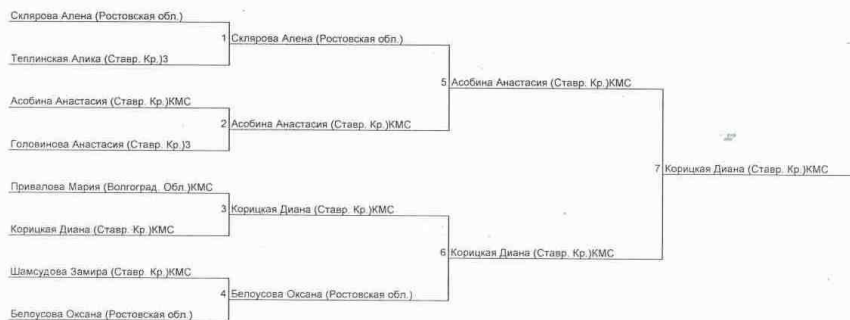 Склярова Алена (Ростовская обл.)
1 Склярова Алена (Ростовская обл.)
Теплинская Алика (Ставр. Кр.)3
5 Асобина Анастасия (Ставр. Кр.)КМС
Асобина Анастасия (Ставр. Кр.)КМС
2 Асобина Анастасия (Ставр. Кр.)КМС
Головинова Анастасия (Ставр. Кр.)3
7 Корицкая Диана (Ставр. Кр.)КМС
Привалова Мария (Волгоград. Обл.)КМС
3 Корицкая Диана (Ставр. Кр.)КМС
Корицкая Диана (Ставр. Кр.)КМС
6 Корицкая Диана (Ставр. Кр.)КМС
Шамсудова Замира (Ставр. Кр.)КМС
4 Белоусова Оксана (Ростовская обл.)
Белоусова Оксана (Ростовская обл.)